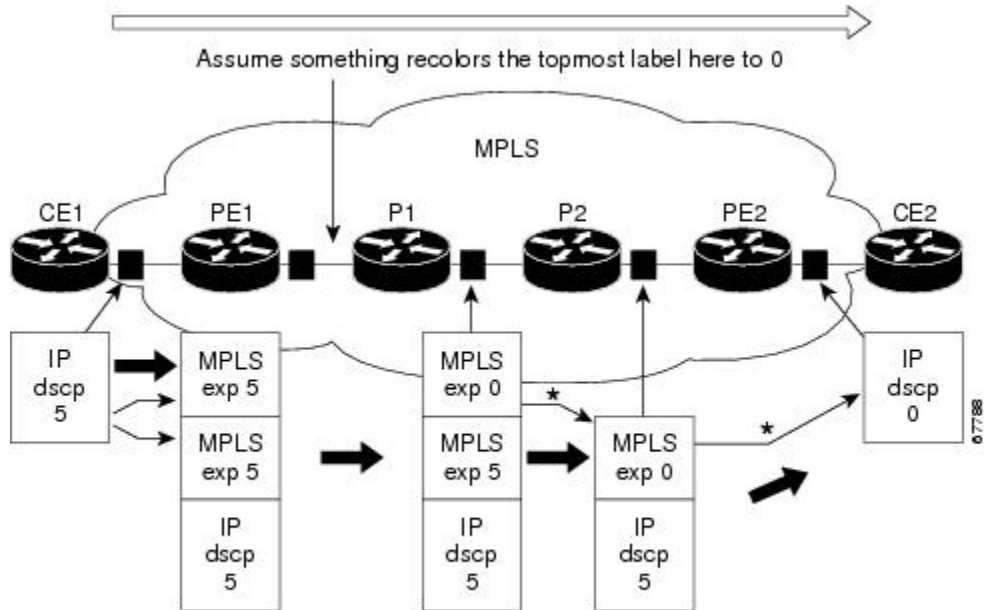 Assume something recolors the topmost label here to 0
MPLS
CE1
PE1
P1
P2
PE2
CE2
IP
dscp
5
MPLS
exp 5
MPLS
exp 5
IP
dscp
5
MPLS
exp 0
MPLS
exp 5
IP
dscp
5
*
MPLS
exp 0
IP
dscp
5
*
IP
dscp
0
67788